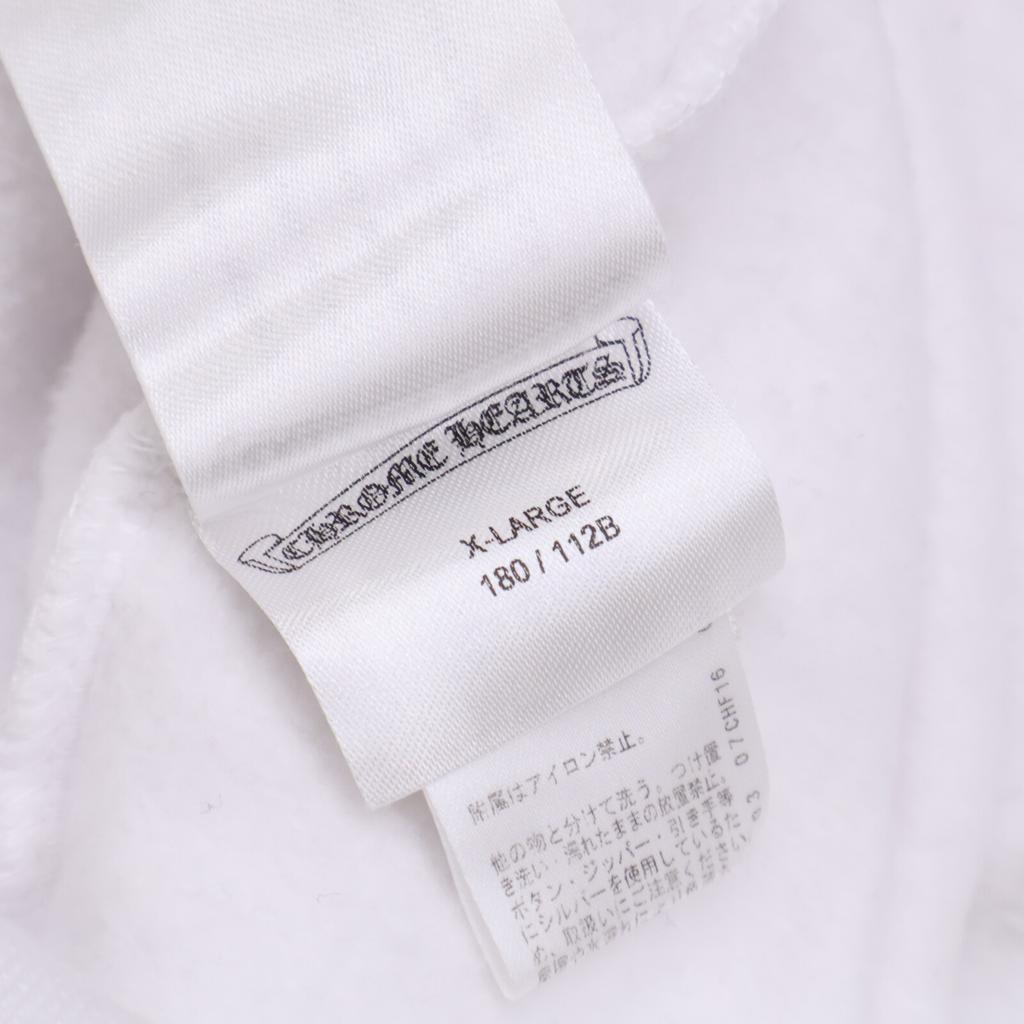 CHROME HEARTS
X-LARGE
180 / 112B
07CHF16
除属はアイロン禁止。
他の物と分けて洗う。つけ置
き洗い・濡れたままの放置禁止。
ボタン・ジッパー・引き手等
にシルバーを使用しているた
め、取扱いにご注意くださ